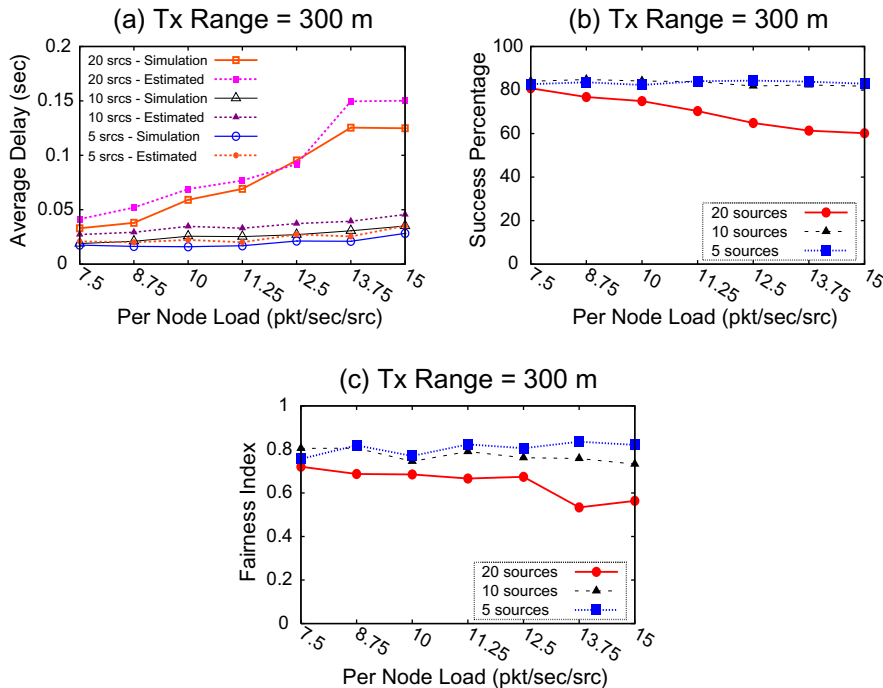 (a) Tx Range = 300 m
Average Delay (sec)
0.2
0.15
0.1
0.05
0
20 srcs - Simulation
20 srcs - Estimated
10 srcs - Simulation
10 srcs - Estimated
5 srcs - Simulation
5 srcs - Estimated
7.5
8.75
10
11.25
12.5
13.75
15
Per Node Load (pkt/sec/src)
(b) Tx Range = 300 m
Success Percentage
100
80
60
40
20
0
20 sources
10 sources
5 sources
7.5
8.75
10
11.25
12.5
13.75
15
Per Node Load (pkt/sec/src)
(c) Tx Range = 300 m
Fairness Index
1
0.8
0.6
0.4
0.2
0
20 sources
10 sources
5 sources
7.5
8.75
10
11.25
12.5
13.75
15
Per Node Load (pkt/sec/src)